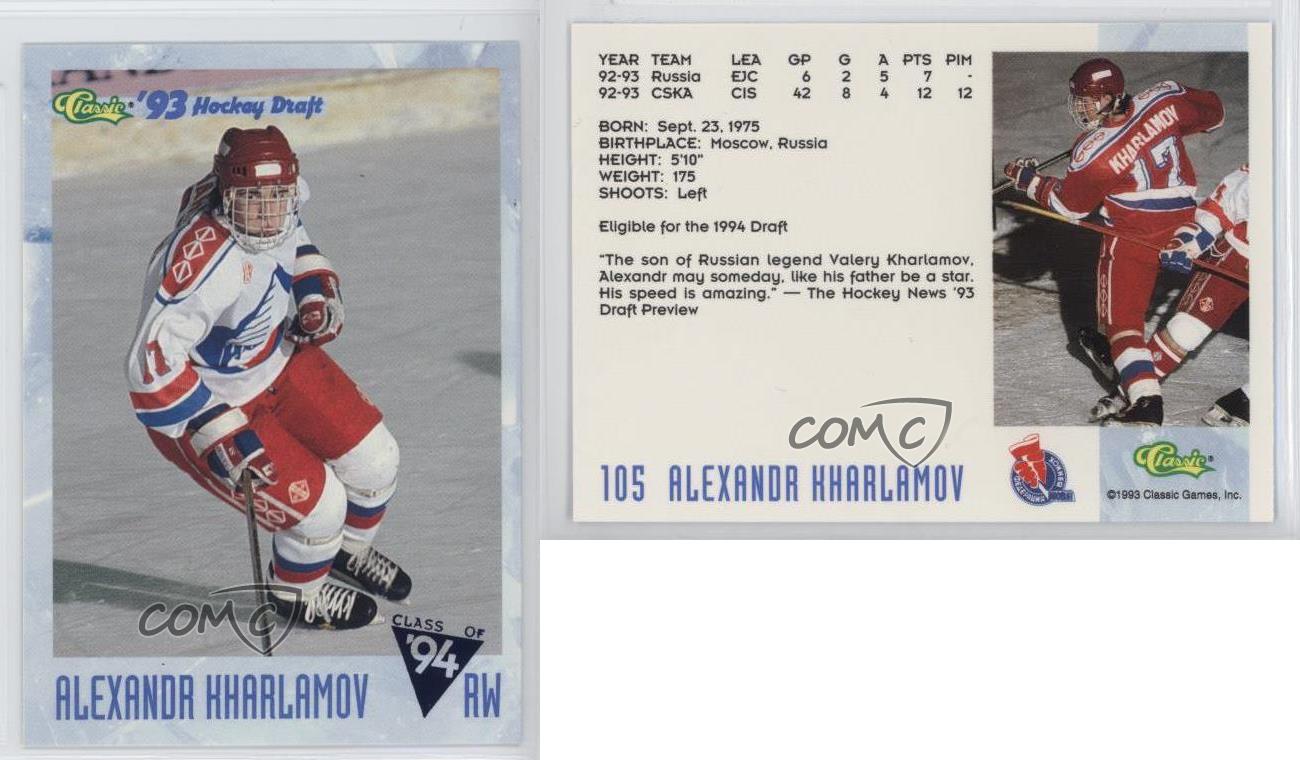 Classic® '93 Hockey Draft
17
COMC
CLASS OF
'94
ALEXANDR KHARLAMOV RW
YEAR TEAM LEA GP G A PTS PIM
92-93 Russia EJC 6 2 5 7 -
92-93 CSKA CIS 42 8 4 12 12
BORN: Sept. 23, 1975
BIRTHPLACE: Moscow, Russia
HEIGHT: 5'10"
WEIGHT: 175
SHOOTS: Left
Eligible for the 1994 Draft
"The son of Russian legend Valery Kharlamov,
Alexandr may someday, like his father be a star.
His speed is amazing." — The Hockey News '93
Draft Preview
KHARLAMOV
17
COMC
105 ALEXANDR KHARLAMOV
Classic®
©1993 Classic Games, Inc.